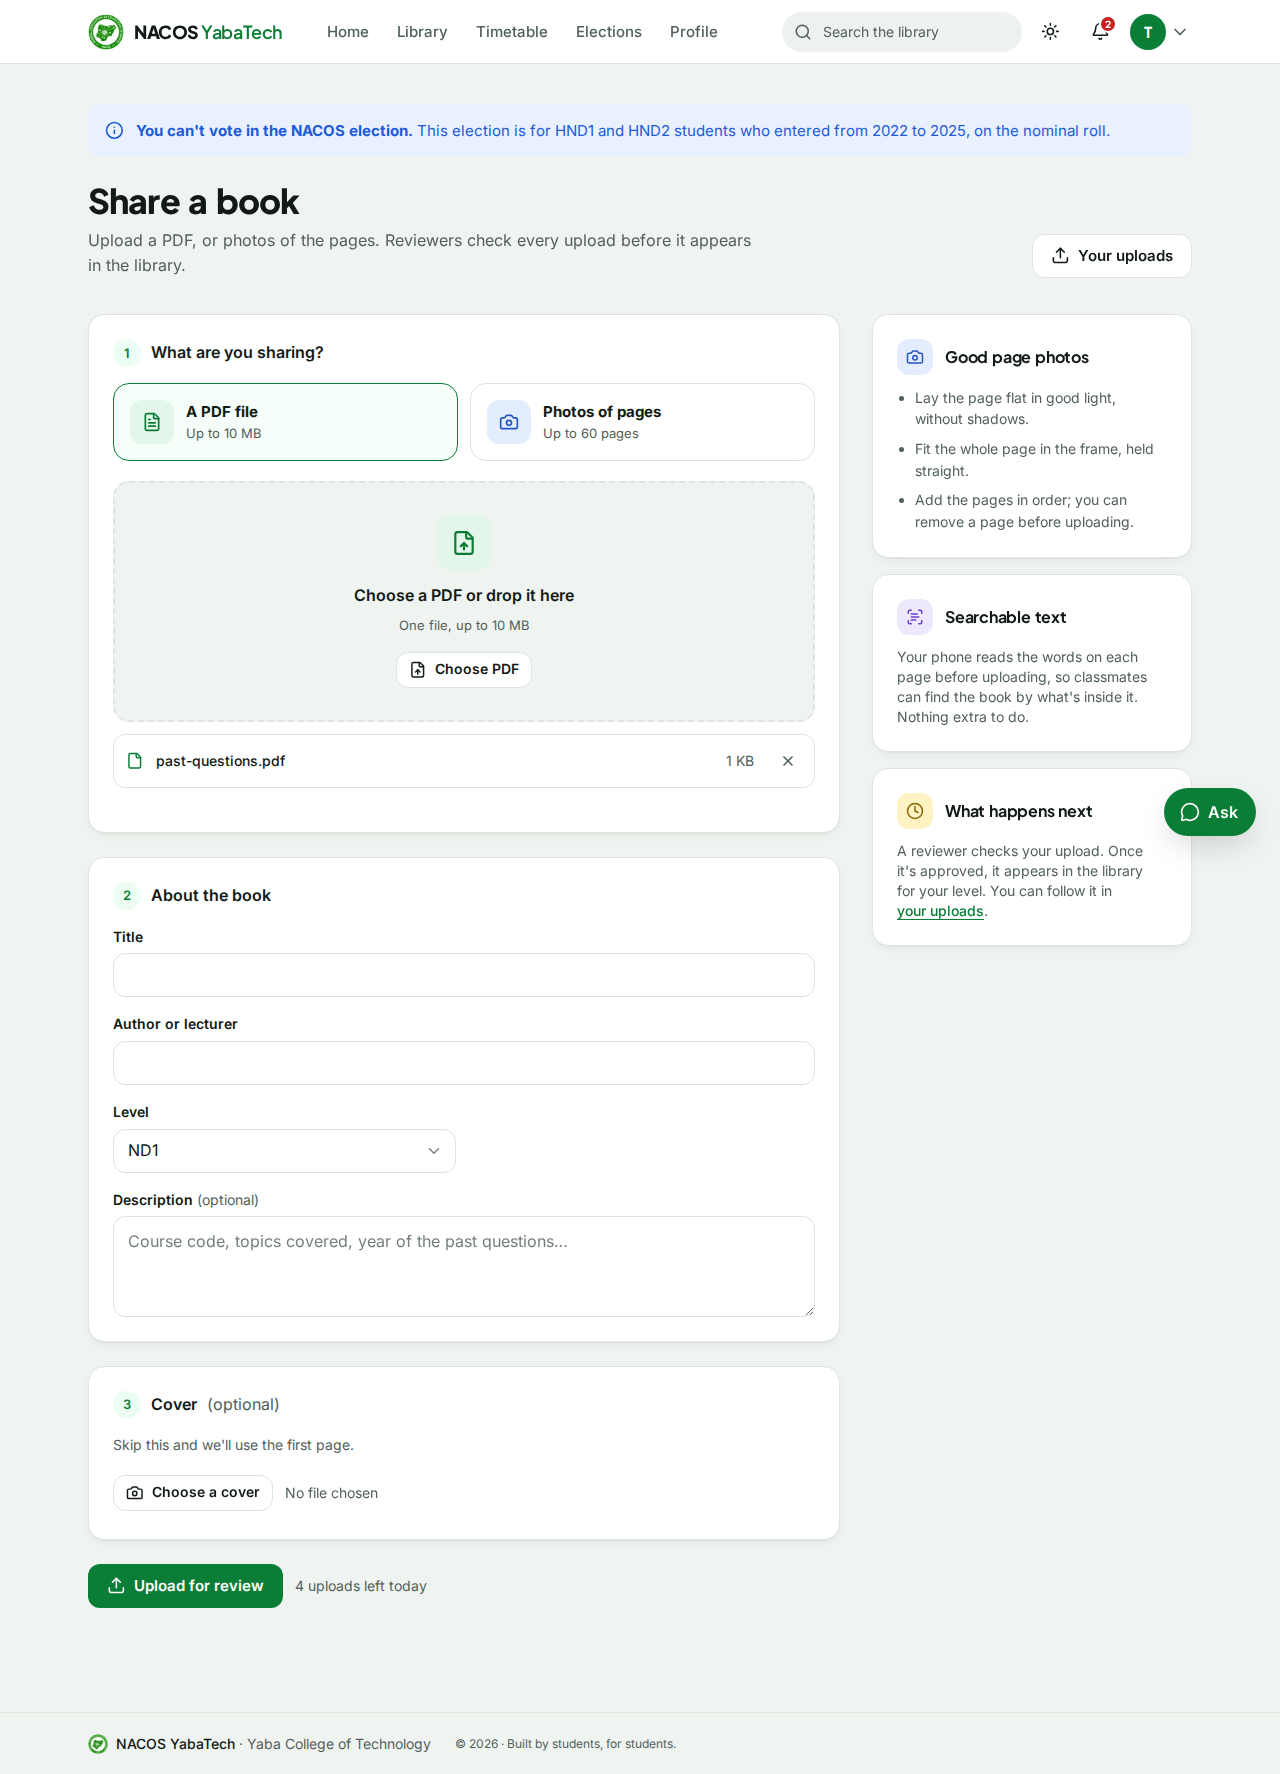 NACOS YabaTech
Home
Library
Timetable
Elections
Profile
Search the library
2
T
You can't vote in the NACOS election. This election is for HND1 and HND2 students who entered from 2022 to 2025, on the nominal roll.
Share a book
Upload a PDF, or photos of the pages. Reviewers check every upload before it appears
in the library.
Your uploads
1 What are you sharing?
A PDF file
Up to 10 MB
Photos of pages
Up to 60 pages
Choose a PDF or drop it here
One file, up to 10 MB
Choose PDF
past-questions.pdf
1 KB
2 About the book
Title
Author or lecturer
Level
ND1
Description (optional)
Course code, topics covered, year of the past questions...
3 Cover (optional)
Skip this and we'll use the first page.
Choose a cover
No file chosen
Upload for review
4 uploads left today
Good page photos
Lay the page flat in good light,
without shadows.
Fit the whole page in the frame, held
straight.
Add the pages in order; you can
remove a page before uploading.
Searchable text
Your phone reads the words on each
page before uploading, so classmates
can find the book by what's inside it.
Nothing extra to do.
What happens next
A reviewer checks your upload. Once
it's approved, it appears in the library
for your level. You can follow it in
your uploads.
Ask
NACOS YabaTech · Yaba College of Technology
© 2026 · Built by students, for students.